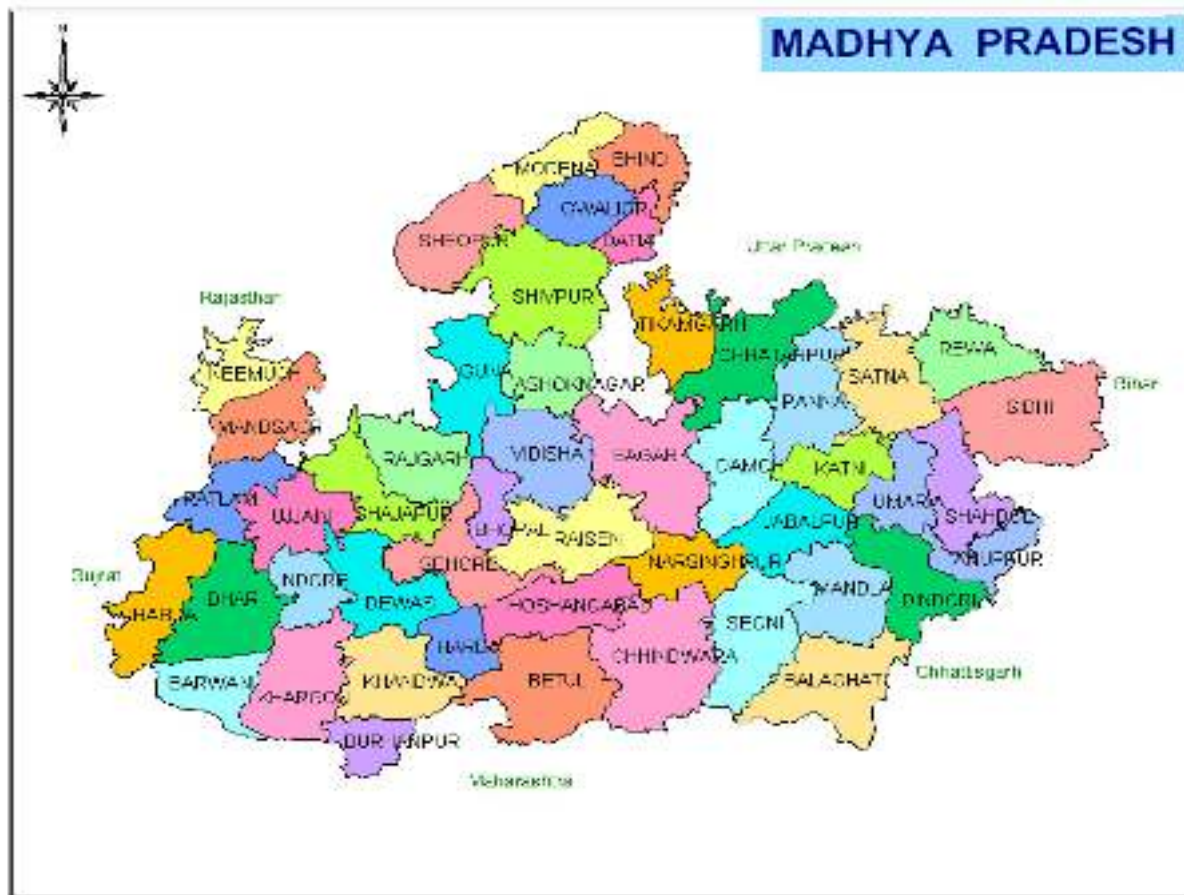 N
MADHYA PRADESH
MORENA
BHIND
GWALIOR
SHEOPUR
DATIA
Uttar Pradesh
SHIVPURI
Rajasthan
TIKAMGARH
CHHATARPUR
REWA
NEEMUCH
GUNA
ASHOKNAGAR
SATNA
Bihar
PANNA
SIDHI
MANDSAUR
RAJGARH
VIDISHA
SAGAR
DAMOH
KATNI
RATLAM
UJJAIN
SHAJAPUR
UMARIA
SHAHDOL
BHOPAL
RAISEN
JABALPUR
ANUPPUR
Gujrat
INDORE
SEHORE
NARSINGHPUR
DHAR
DEWAS
HOSHANGABAD
MANDLA
DINDORI
JHABUA
SEONI
HARDA
CHHINDWARA
BARWANI
KHARGO
KHANDWA
BETUL
BALAGHAT
Chhattisgarh
BURHANPUR
Maharashtra